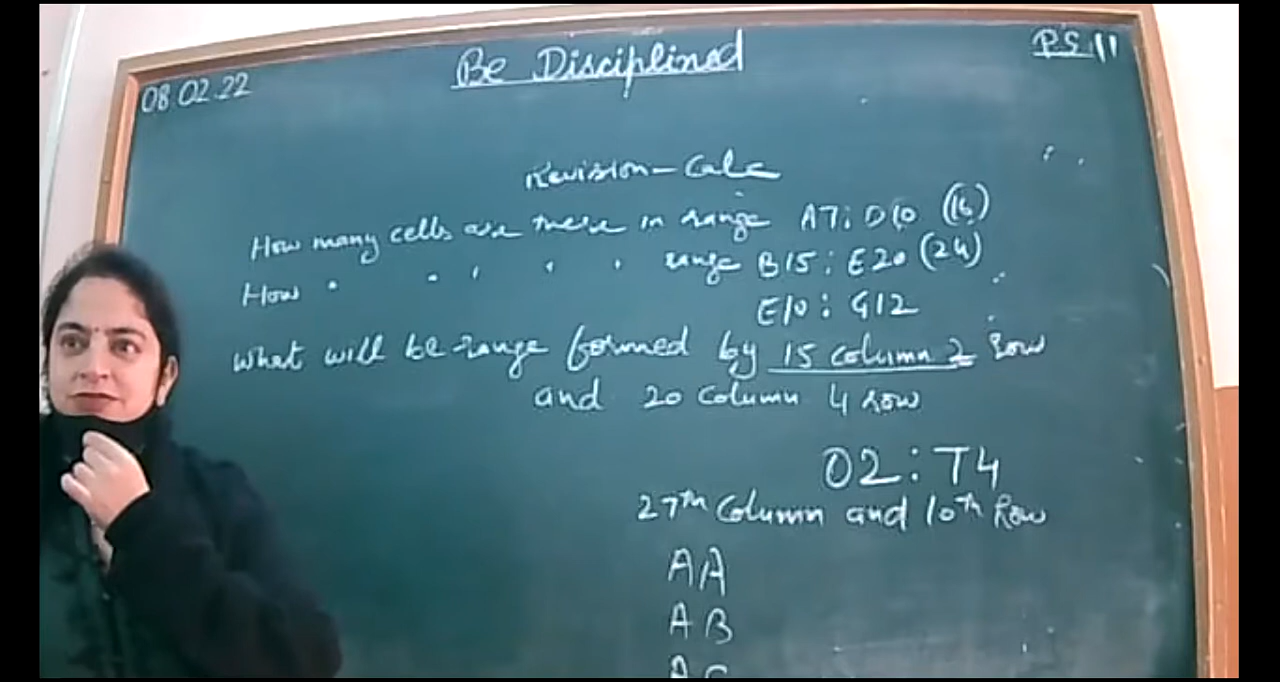 08.02.22
Be Disciplined
PS 11
Revision - Calc
How many cells are there in range A7:D10 (16)
How " " " " " range B15:E20 (24)
E10:G12
What will be range formed by 15 column 2 row
and 20 column 4 row
O2:T4
27th Column and 10th Row
AA
AB
AC